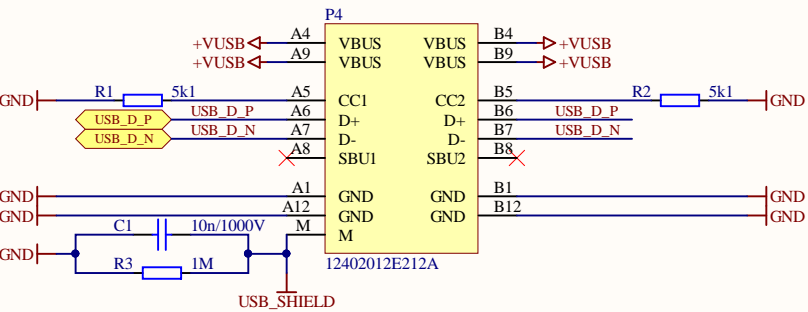 P4
A4 B4
+VUSB VBUS VBUS +VUSB
A9 B9
+VUSB VBUS VBUS +VUSB
R1 5k1 A5 B5 R2 5k1
GND CC1 CC2 GND
USB_D_P USB_D_P A6 D+ D+ B6 USB_D_P
USB_D_N USB_D_N A7 D- D- B7 USB_D_N
A8 SBU1 SBU2 B8
GND A1 GND GND B1 GND
GND A12 GND GND B12 GND
C1 10n/1000V M M
GND
R3 1M 12402012E212A
USB_SHIELD